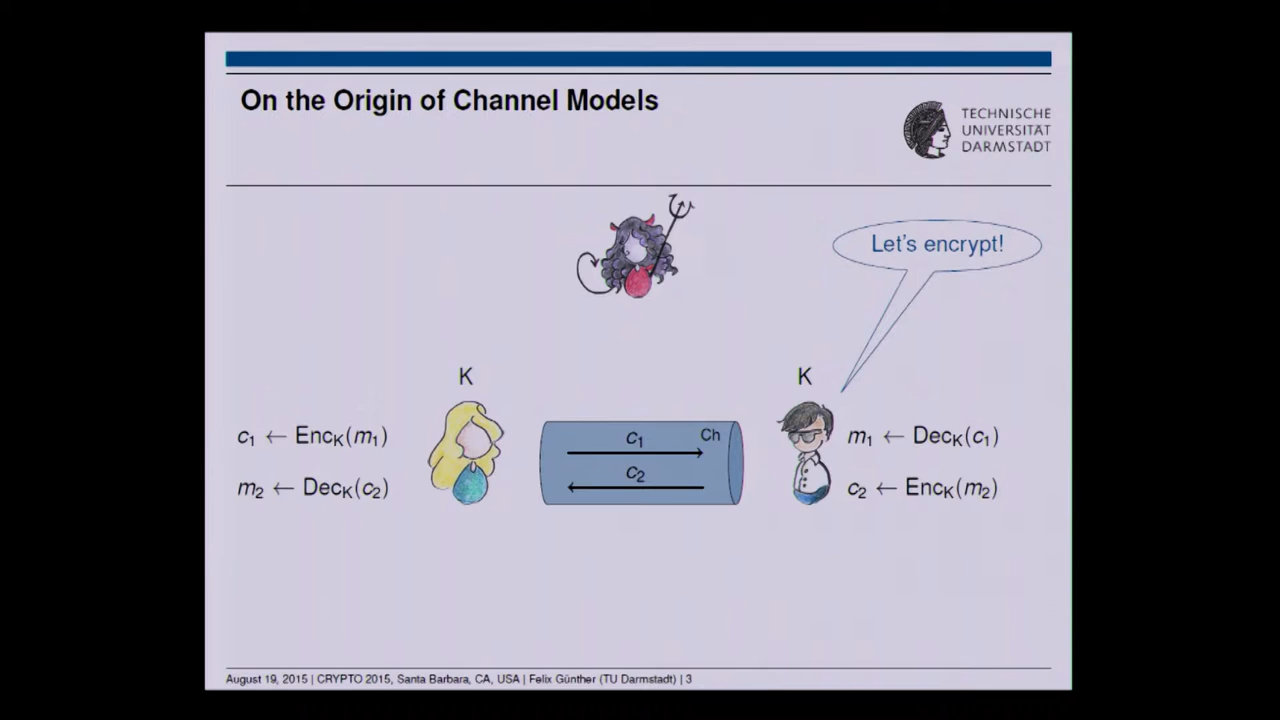 On the Origin of Channel Models
TECHNISCHE
UNIVERSITÄT
DARMSTADT
Let's encrypt!
K
K
c₁ ← Enc_K(m₁)
c₁
Ch
m₁ ← Dec_K(c₁)
c₂
m₂ ← Dec_K(c₂)
c₂ ← Enc_K(m₂)
August 19, 2015 | CRYPTO 2015, Santa Barbara, CA, USA | Felix Günther (TU Darmstadt) | 3